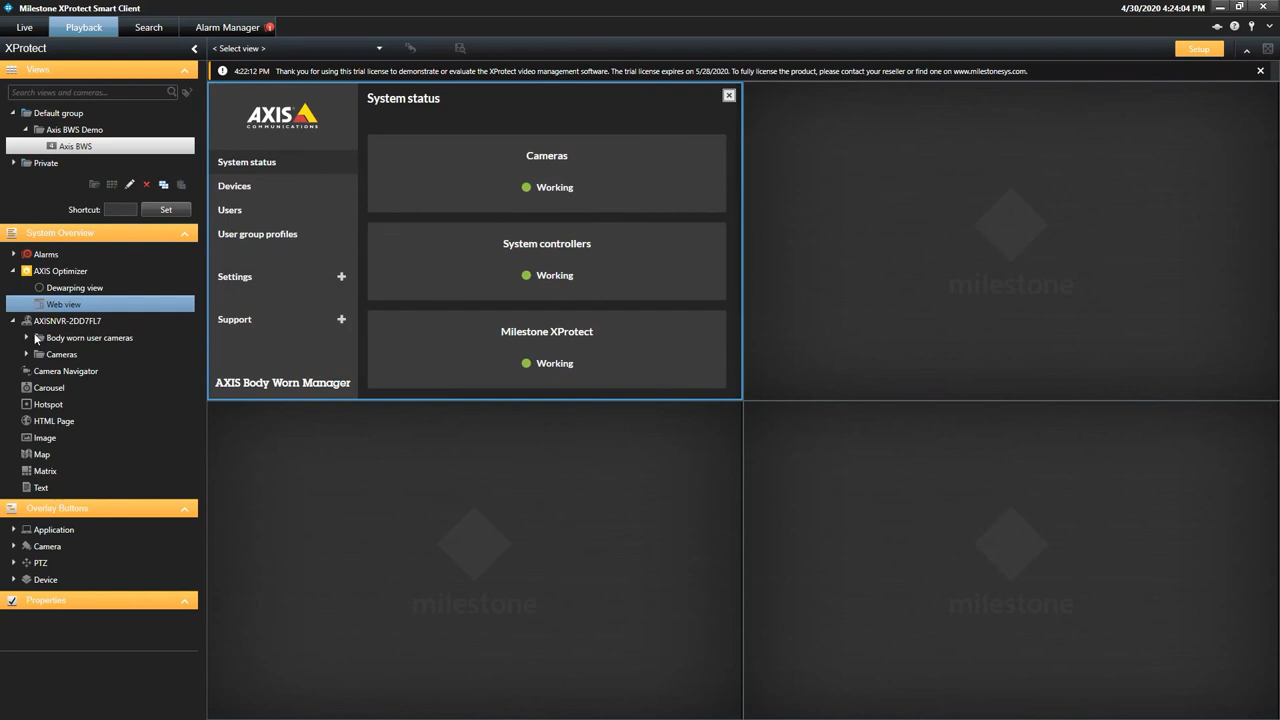 Milestone XProtect Smart Client
4/30/2020 4:24:04 PM
Live
Playback
Search
Alarm Manager
XProtect
< Select view >
Setup
Views
4:22:12 PM Thank you for using this trial license to demonstrate or evaluate the XProtect video management software. The trial license expires on 5/28/2020. To fully license the product, please contact your reseller or find one on www.milestonesys.com.
Search views and cameras...
Default group
Axis BWS Demo
4 Axis BWS
Private
Shortcut:
Set
System Overview
Alarms
AXIS Optimizer
Dewarping view
Web view
AXISNVR-2DD7FL7
Body worn user cameras
Cameras
Camera Navigator
Carousel
Hotspot
HTML Page
Image
Map
Matrix
Text
Overlay Buttons
Application
Camera
PTZ
Device
Properties
AXIS
COMMUNICATIONS
System status
Devices
Users
User group profiles
Settings
Support
AXIS Body Worn Manager
System status
Cameras
Working
System controllers
Working
Milestone XProtect
Working
milestone
milestone
milestone